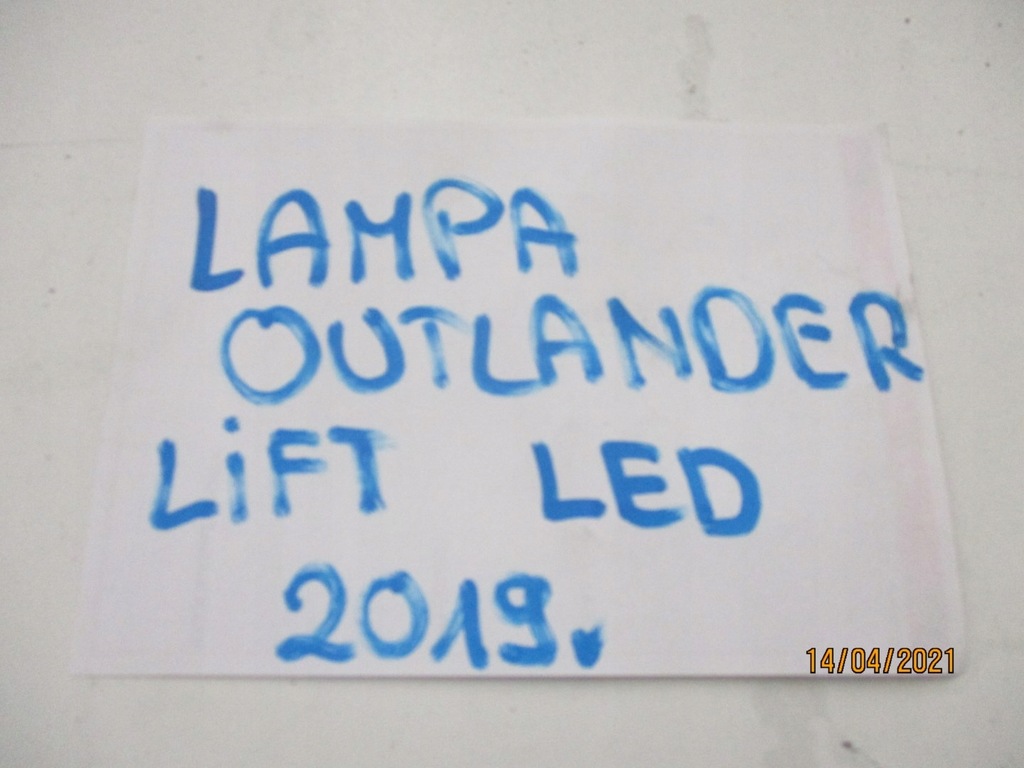 LAMPA
OUTLANDER
LiFT LED
2019.
14/04/2021